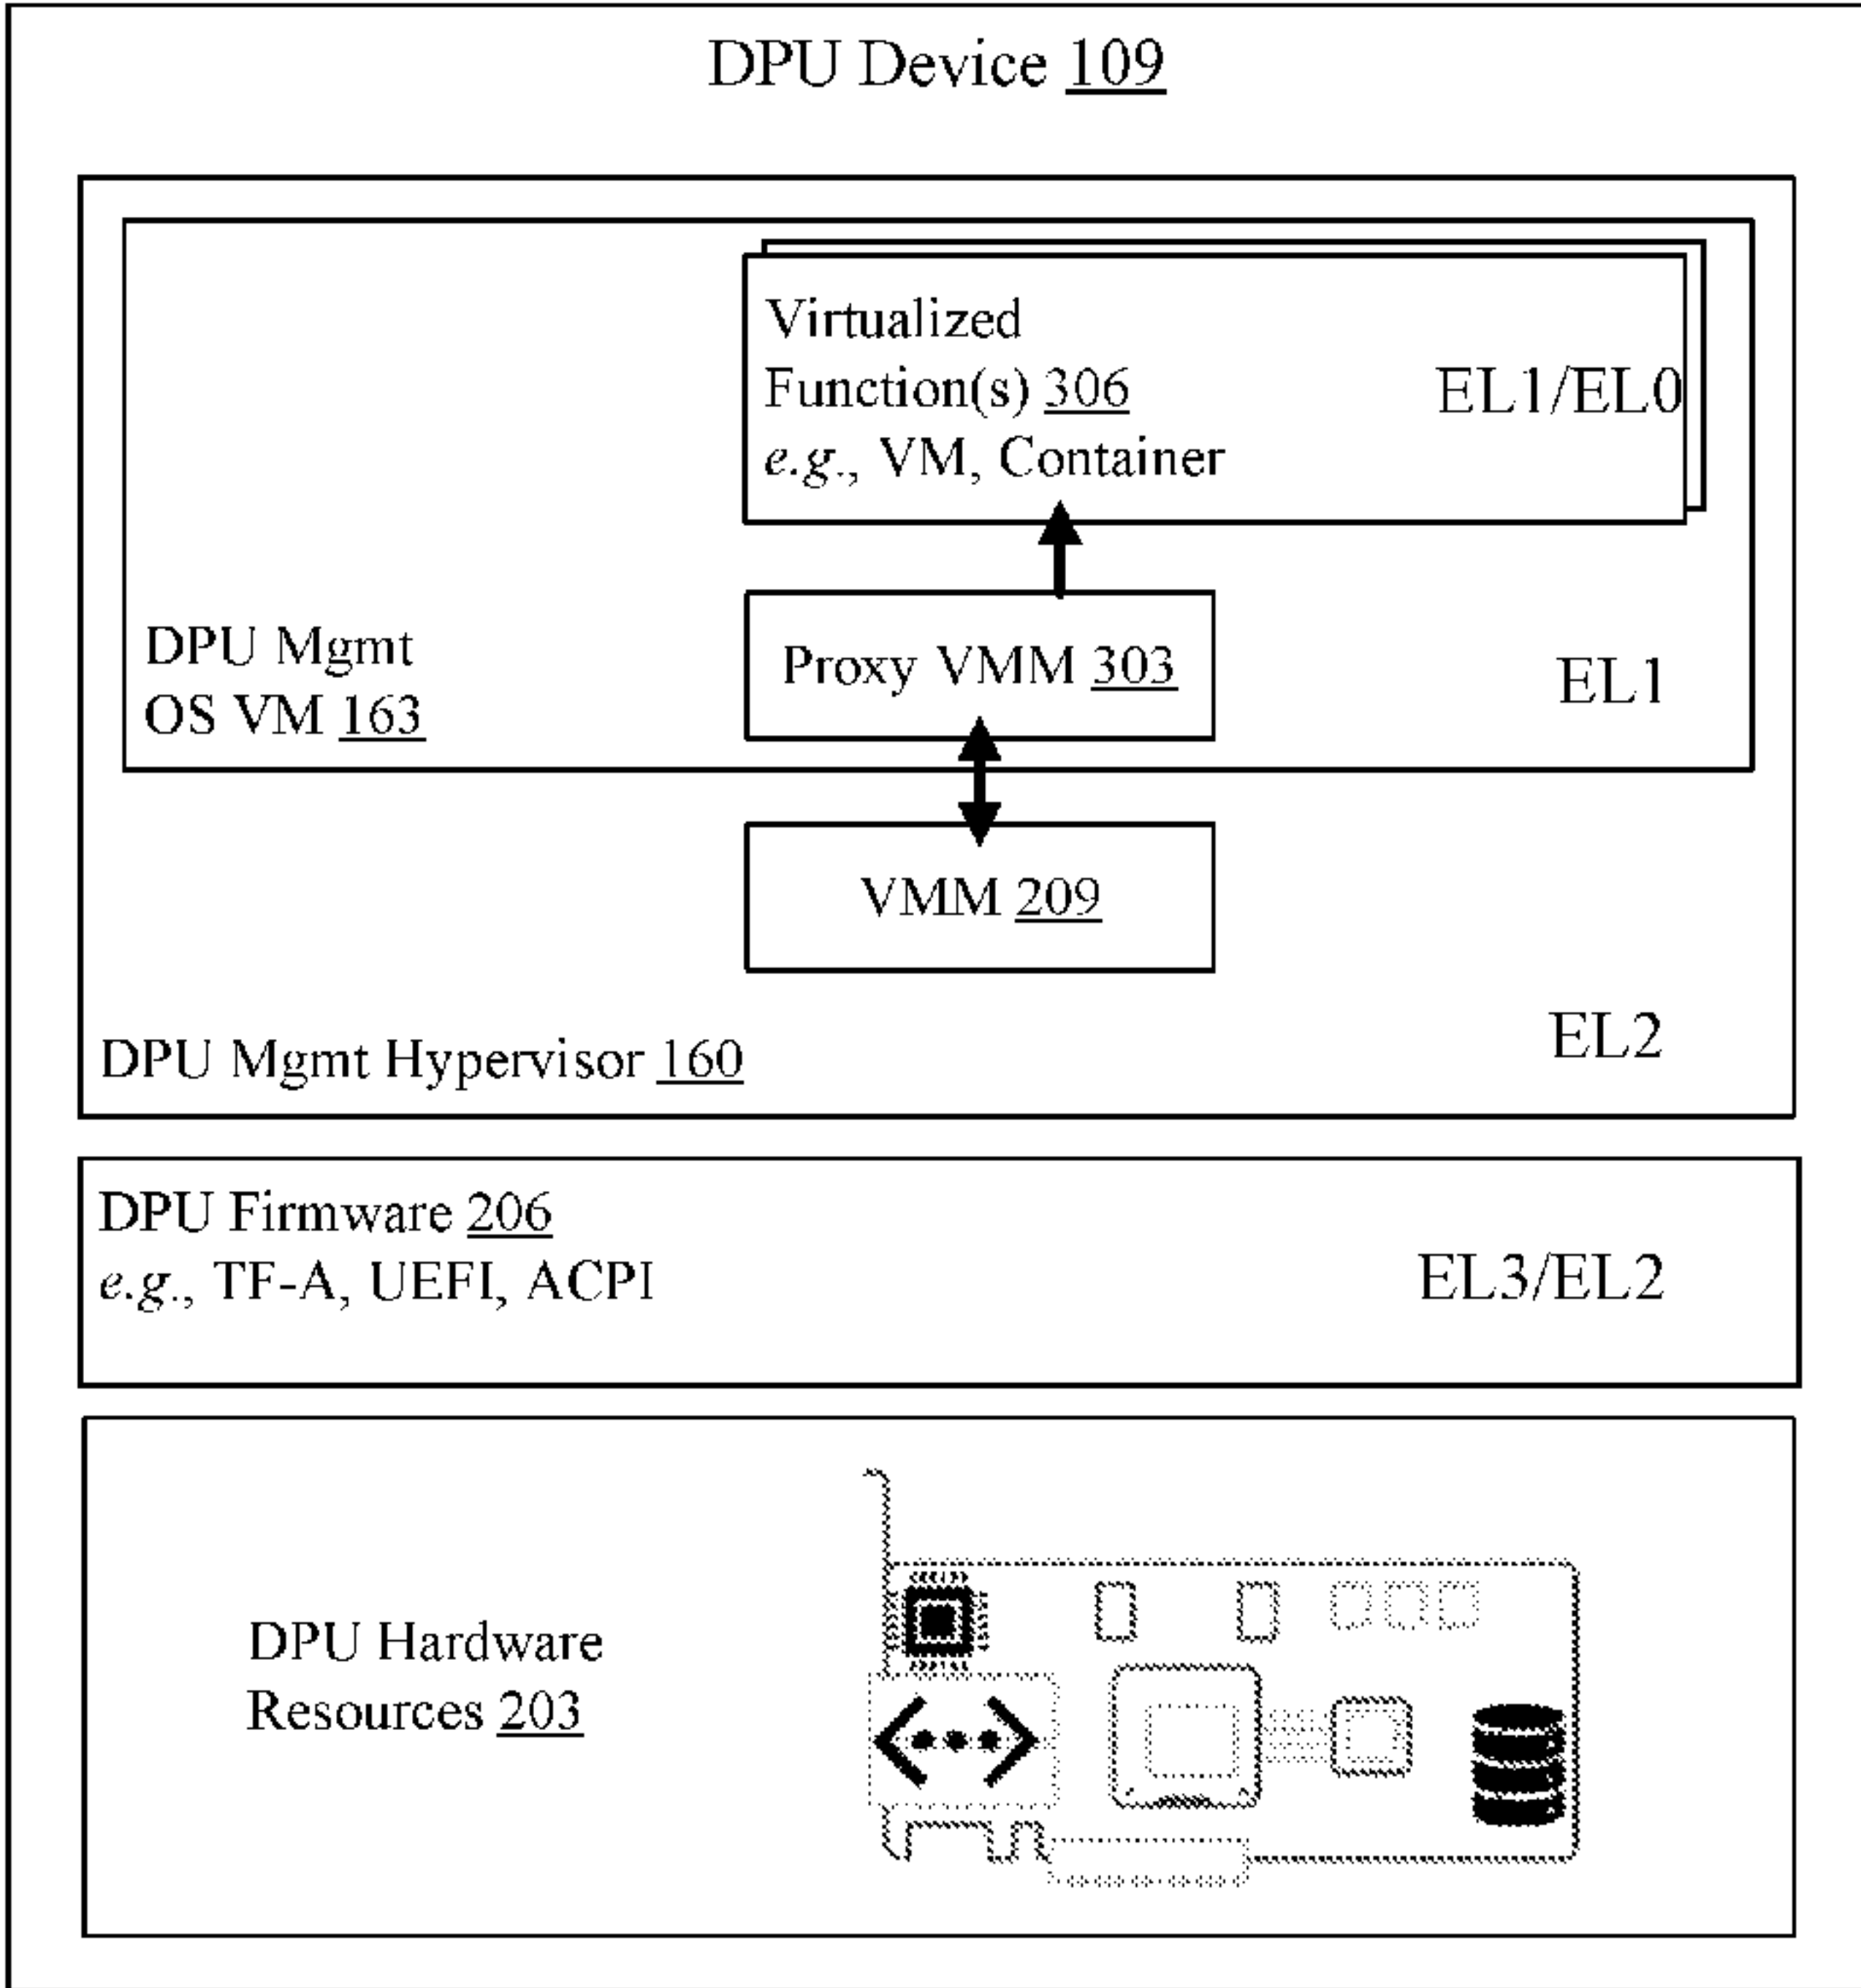 DPU Device 109
Virtualized
Function(s) 306
EL1/EL0
e.g., VM, Container
DPU Mgmt
OS VM 163
Proxy VMM 303
EL1
VMM 209
DPU Mgmt Hypervisor 160
EL2
DPU Firmware 206
e.g., TF-A, UEFI, ACPI
EL3/EL2
DPU Hardware
Resources 203